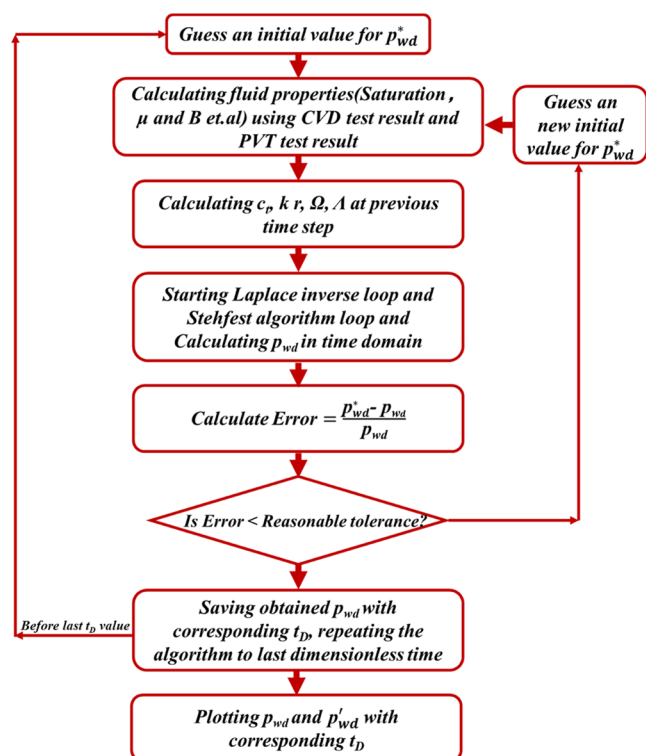 Guess an initial value for p*wd
Calculating fluid properties(Saturation ,
μ and B et.al) using CVD test result and
PVT test result
Guess an
new initial
value for p*wd
Calculating ct, k r, Ω, Λ at previous
time step
Starting Laplace inverse loop and
Stehfest algorithm loop and
Calculating pwd in time domain
Calculate Error = (p*wd - pwd) / pwd
Is Error < Reasonable tolerance?
Before last tD value
Saving obtained pwd with
corresponding tD, repeating the
algorithm to last dimensionless time
Plotting pwd and p′wd with
corresponding tD